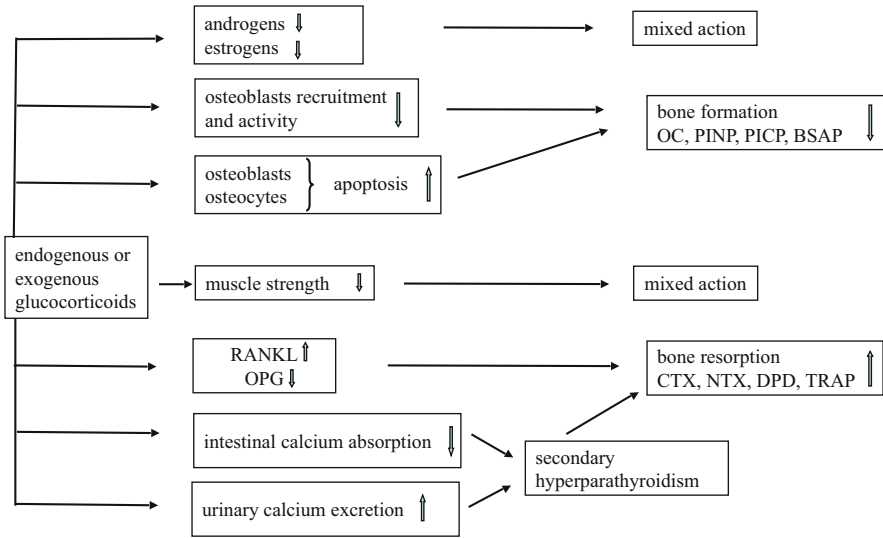 androgens ⇩
estrogens ⇩
mixed action
osteoblasts recruitment
and activity ⇩
bone formation ⇩
OC, PINP, PICP, BSAP
osteoblasts
osteocytes } apoptosis ⇧
endogenous or
exogenous
glucocorticoids
muscle strength ⇩
mixed action
RANKL ⇧
OPG ⇩
bone resorption ⇧
CTX, NTX, DPD, TRAP
intestinal calcium absorption ⇩
secondary
hyperparathyroidism
urinary calcium excretion ⇧